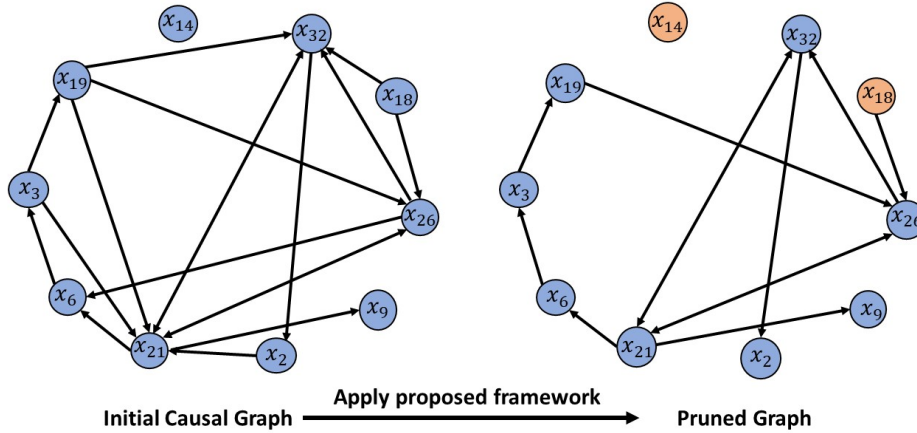 x14
x32
x19
x18
x3
x26
x6
x9
x21
x2
x14
x32
x19
x18
x3
x26
x6
x9
x21
x2
Apply proposed framework
Initial Causal Graph
Pruned Graph